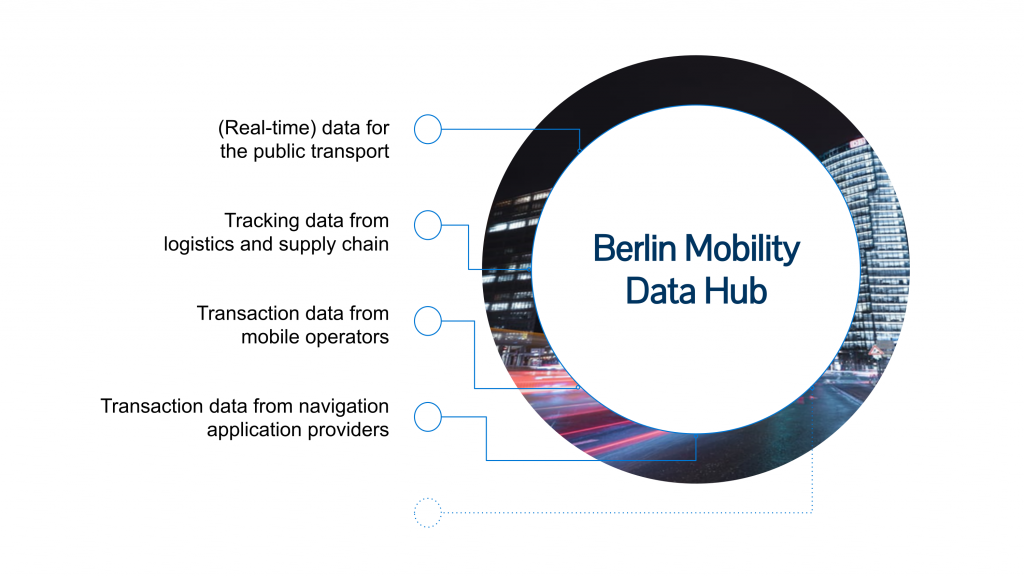 (Real-time) data for
the public transport
Tracking data from
logistics and supply chain
Transaction data from
mobile operators
Transaction data from navigation
application providers
Berlin Mobility
Data Hub